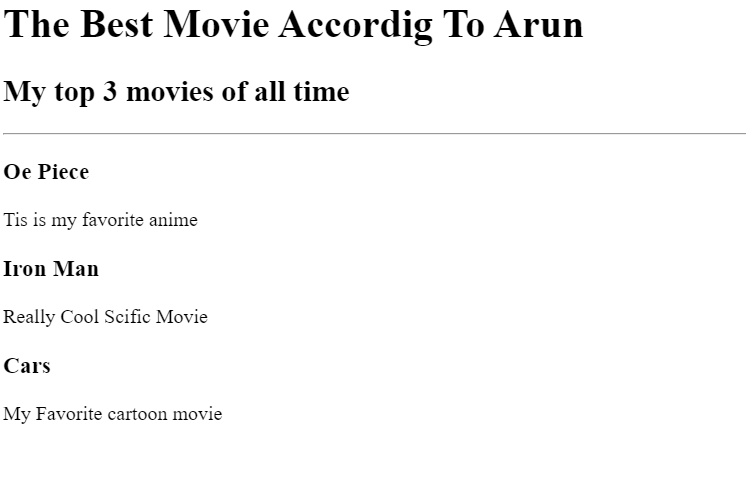 The Best Movie Accordig To Arun
My top 3 movies of all time
Oe Piece
Tis is my favorite anime
Iron Man
Really Cool Scific Movie
Cars
My Favorite cartoon movie